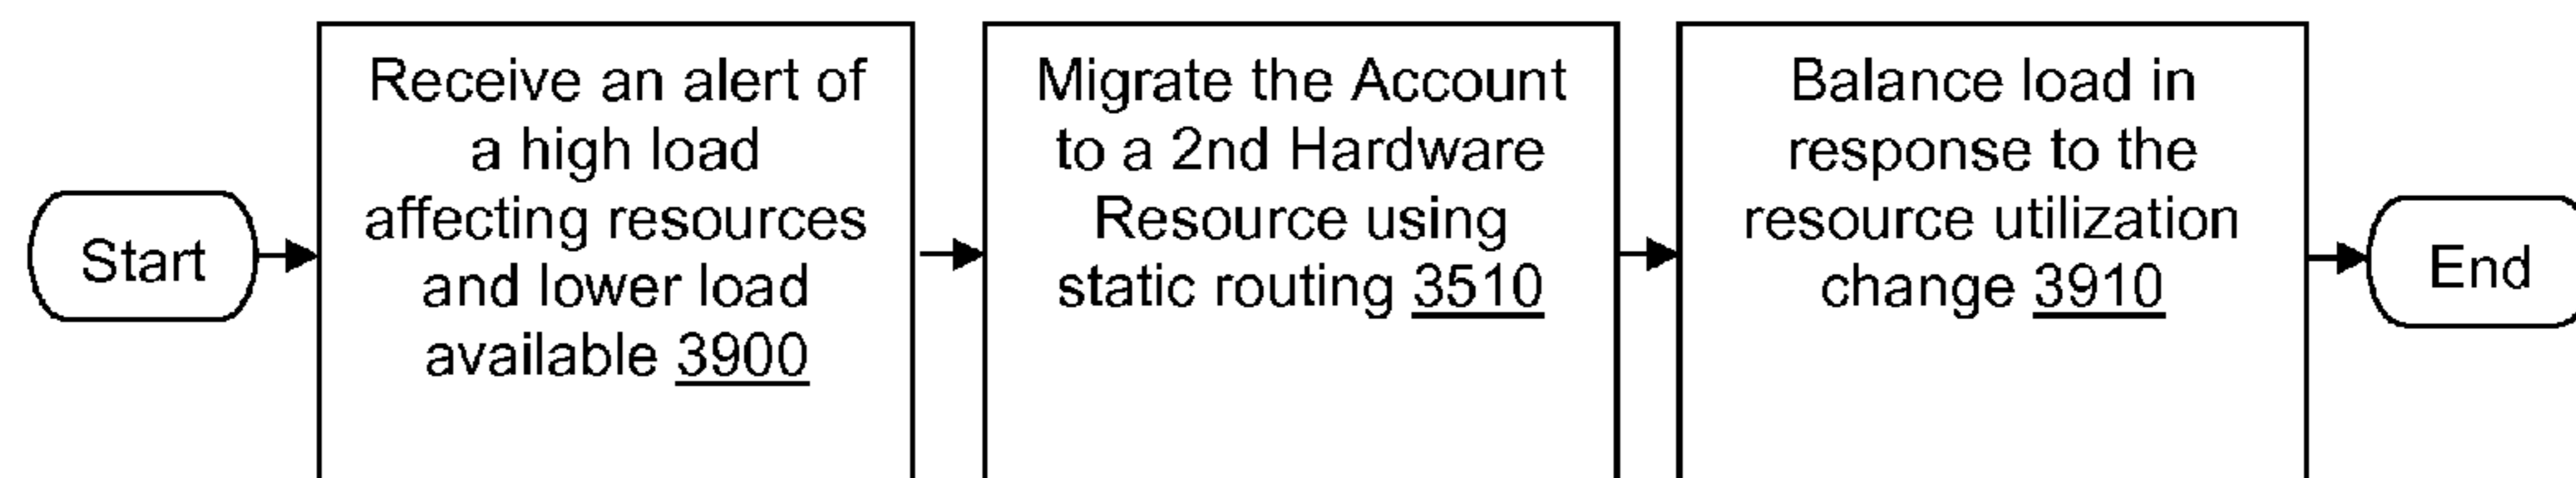 Start
Receive an alert of
a high load
affecting resources
and lower load
available 3900
Migrate the Account
to a 2nd Hardware
Resource using
static routing 3510
Balance load in
response to the
resource utilization
change 3910
End